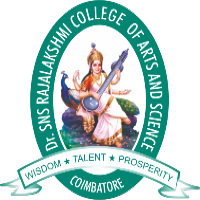 Dr. SNS RAJALAKSHMI COLLEGE OF ARTS AND SCIENCE
WISDOM ★ TALENT ★ PROSPERITY
COIMBATORE